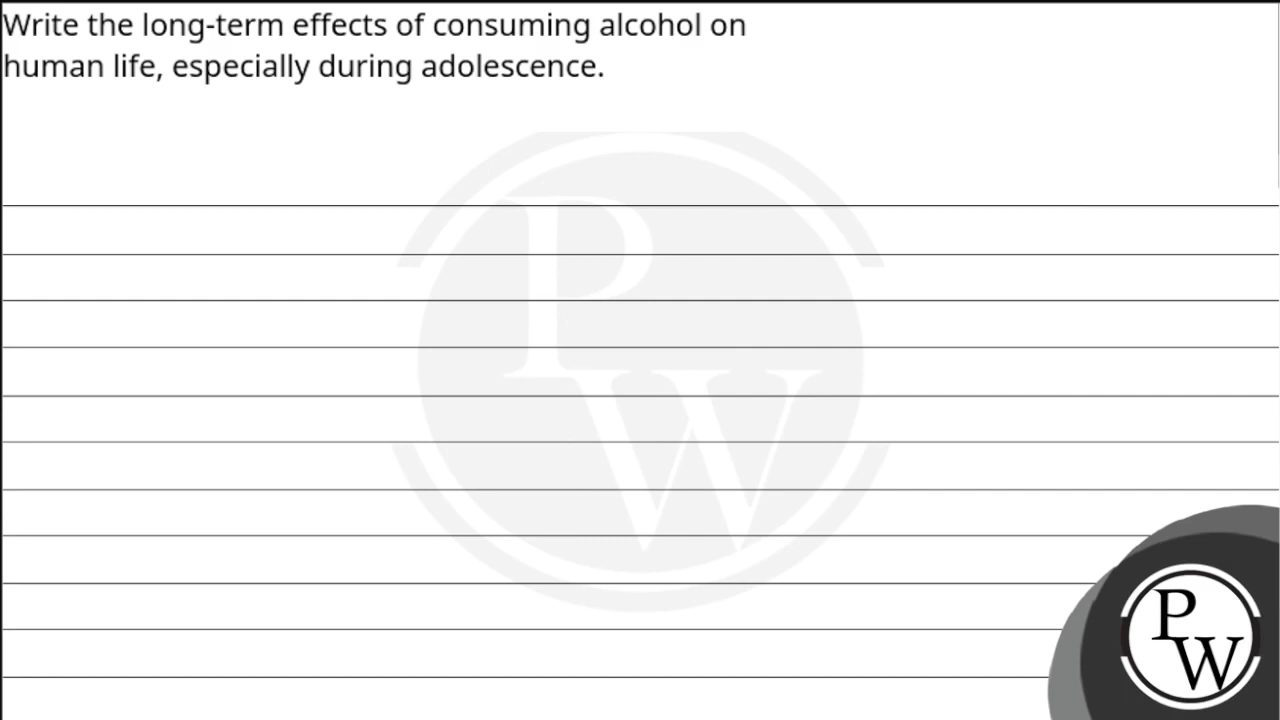 Write the long-term effects of consuming alcohol on
human life, especially during adolescence.
P
W
P
W